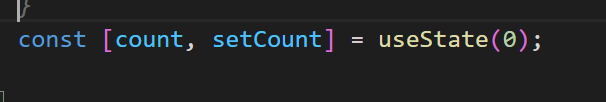 }
const [count, setCount] = useState(0);